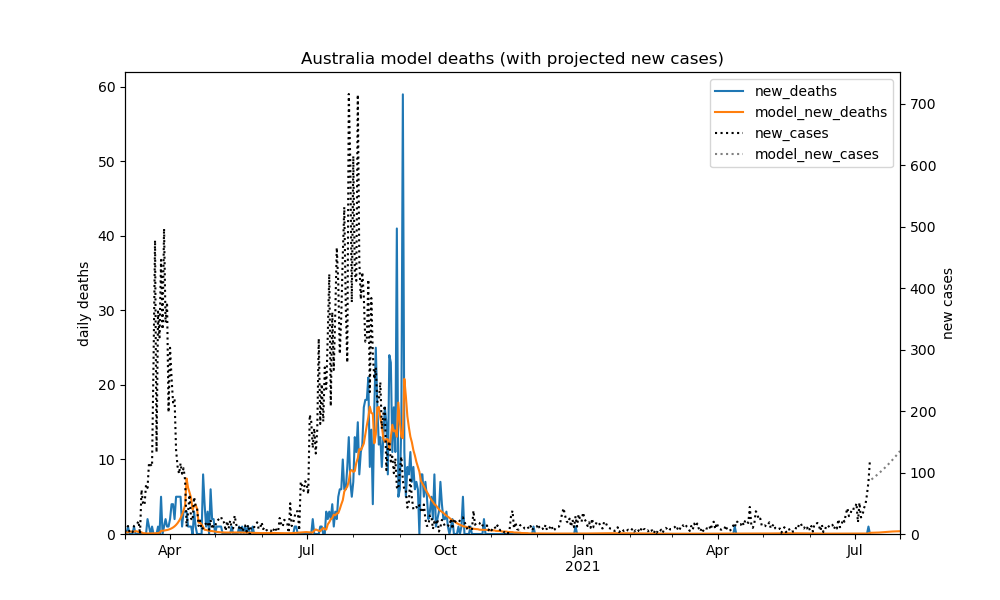 Australia model deaths (with projected new cases)
new_deaths
model_new_deaths
new_cases
model_new_cases
daily deaths
new cases
60
50
40
30
20
10
0
700
600
500
400
300
200
100
0
Apr
Jul
Oct
Jan
2021
Apr
Jul